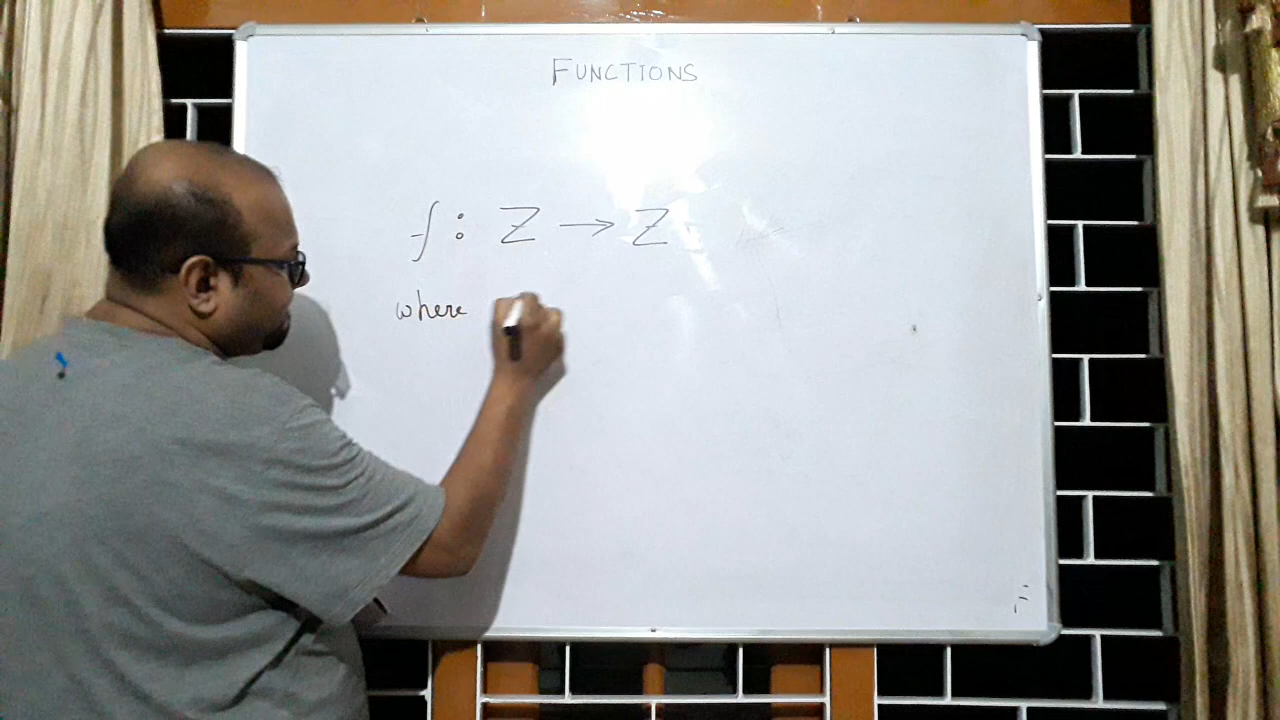 FUNCTIONS
f : Z → Z
where